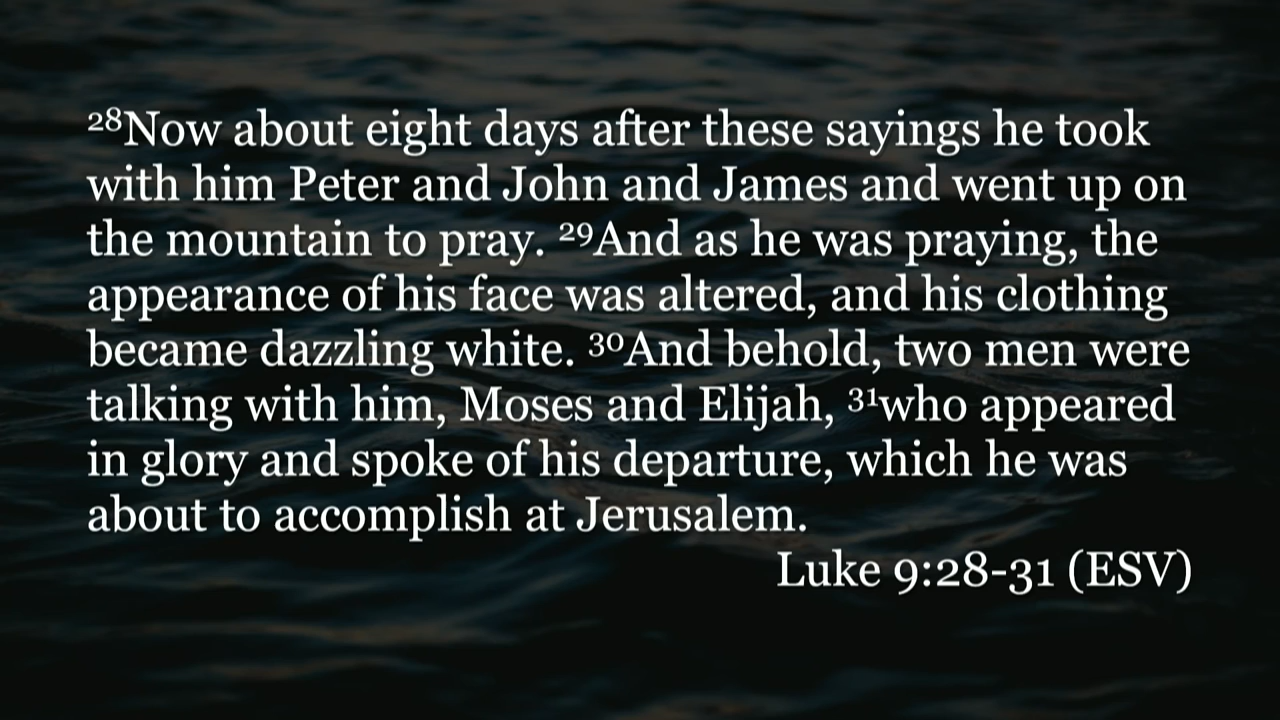 28Now about eight days after these sayings he took
with him Peter and John and James and went up on
the mountain to pray. 29And as he was praying, the
appearance of his face was altered, and his clothing
became dazzling white. 30And behold, two men were
talking with him, Moses and Elijah, 31who appeared
in glory and spoke of his departure, which he was
about to accomplish at Jerusalem.
Luke 9:28-31 (ESV)